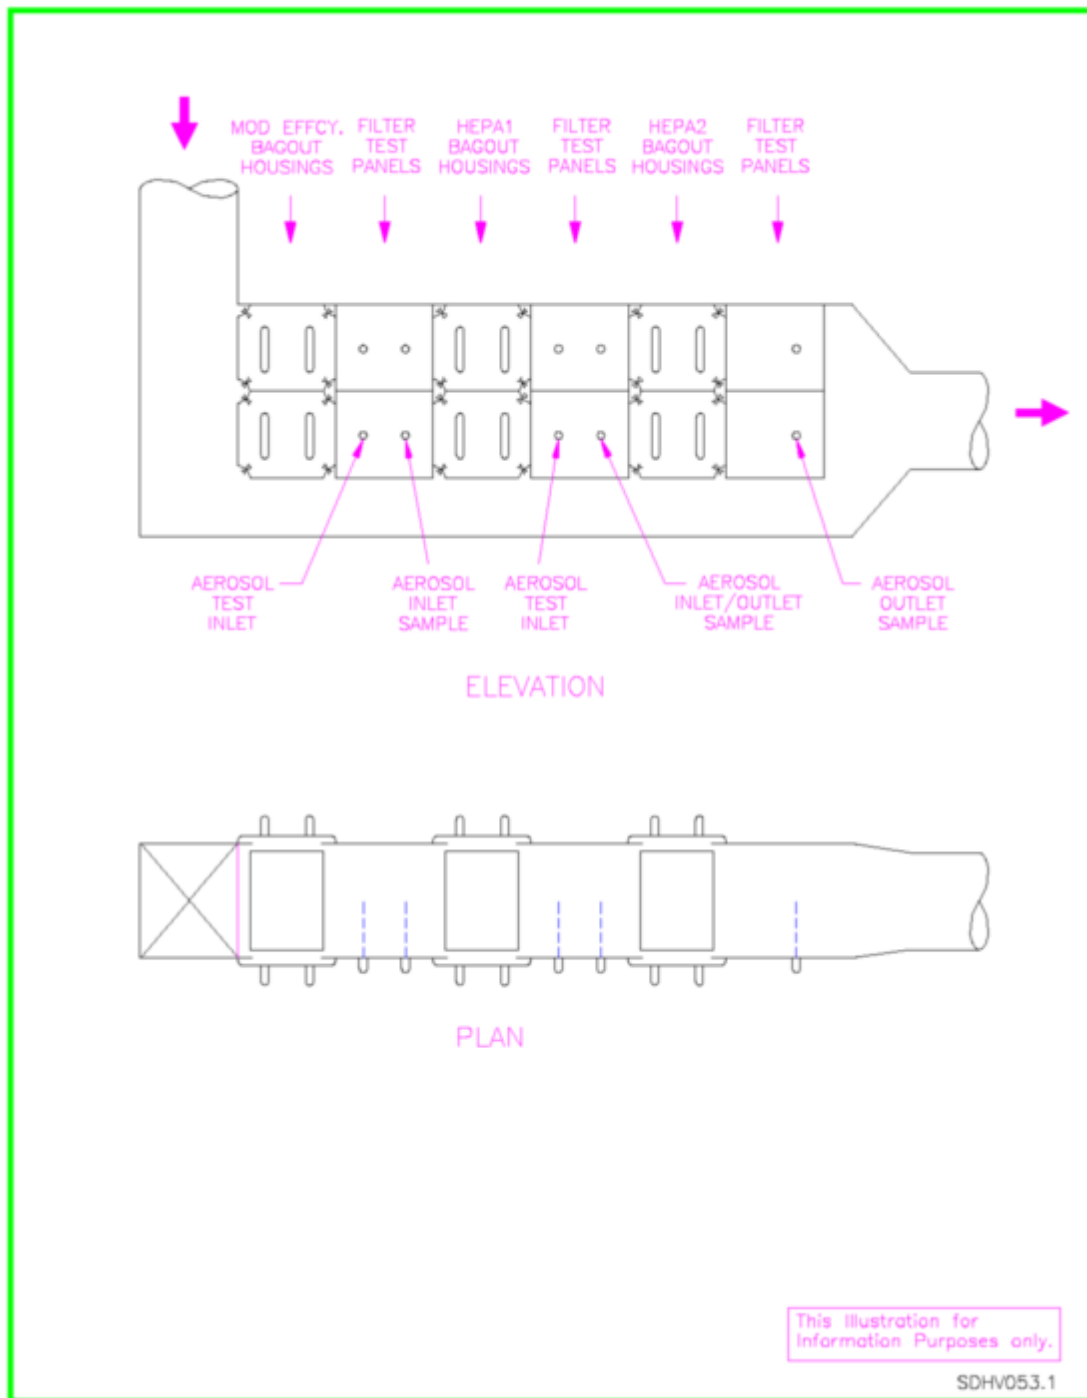 MOD EFFCY.
BAGOUT
HOUSINGS
FILTER
TEST
PANELS
HEPA1
BAGOUT
HOUSINGS
FILTER
TEST
PANELS
HEPA2
BAGOUT
HOUSINGS
FILTER
TEST
PANELS
AEROSOL
TEST
INLET
AEROSOL
INLET
SAMPLE
AEROSOL
TEST
INLET
AEROSOL
INLET/OUTLET
SAMPLE
AEROSOL
OUTLET
SAMPLE
ELEVATION
PLAN
This Illustration for
Information Purposes only.
SDHV053.1